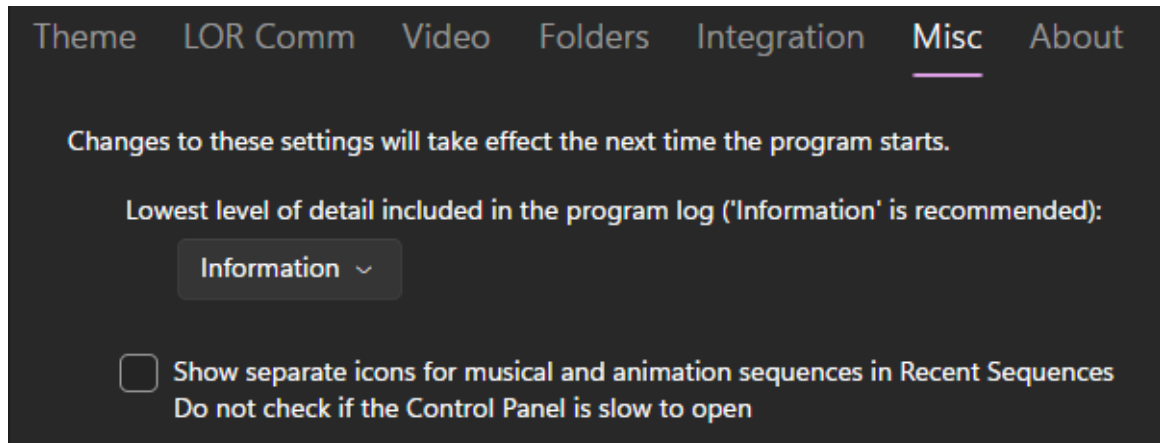 Theme LOR Comm Video Folders Integration Misc About
Changes to these settings will take effect the next time the program starts.
Lowest level of detail included in the program log ('Information' is recommended):
Information
Show separate icons for musical and animation sequences in Recent Sequences
Do not check if the Control Panel is slow to open